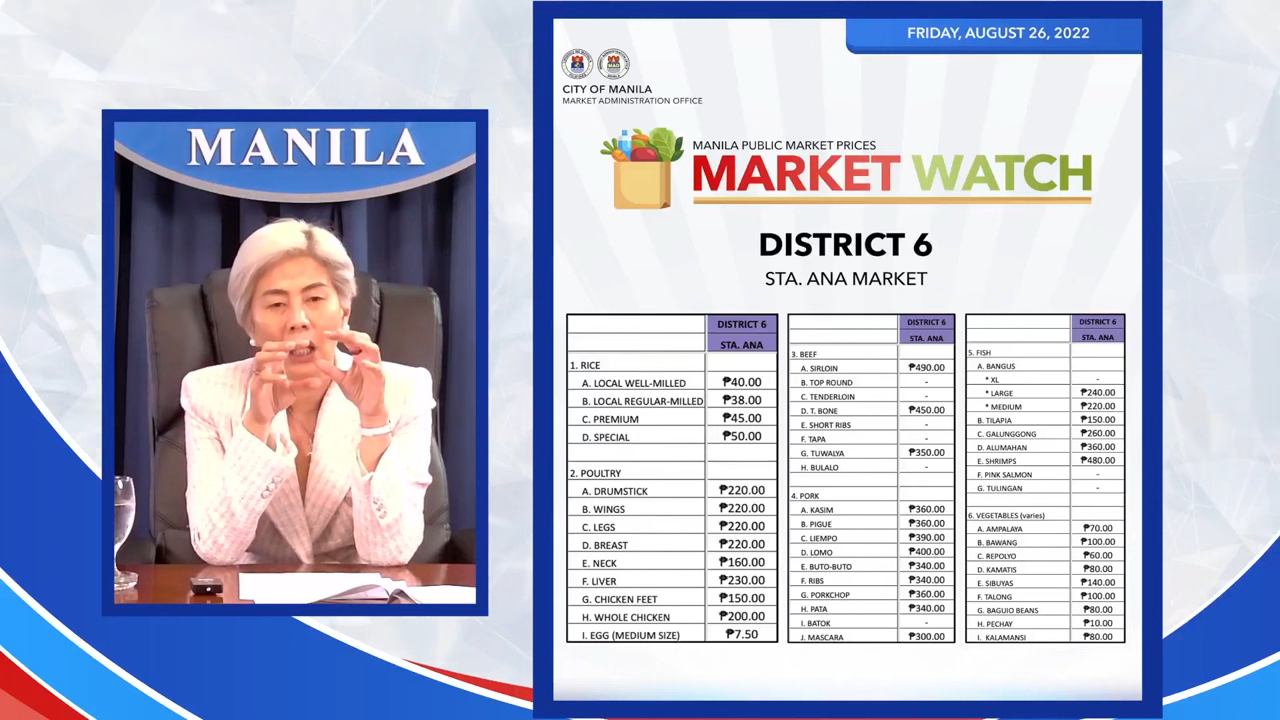 MANILA
FRIDAY, AUGUST 26, 2022
CITY OF MANILA
MARKET ADMINISTRATION OFFICE
MANILA PUBLIC MARKET PRICES
MARKET WATCH
DISTRICT 6
STA. ANA MARKET
DISTRICT 6
STA. ANA
1. RICE
A. LOCAL WELL-MILLED ₱40.00
B. LOCAL REGULAR-MILLED ₱38.00
C. PREMIUM ₱45.00
D. SPECIAL ₱50.00
2. POULTRY
A. DRUMSTICK ₱220.00
B. WINGS ₱220.00
C. LEGS ₱220.00
D. BREAST ₱220.00
E. NECK ₱160.00
F. LIVER ₱230.00
G. CHICKEN FEET ₱150.00
H. WHOLE CHICKEN ₱200.00
I. EGG (MEDIUM SIZE) ₱7.50
DISTRICT 6
STA. ANA
3. BEEF
A. SIRLOIN ₱490.00
B. TOP ROUND -
C. TENDERLOIN -
D. T. BONE ₱450.00
E. SHORT RIBS -
F. TAPA -
G. TUWALYA ₱350.00
H. BULALO -
4. PORK
A. KASIM ₱360.00
B. PIGUE ₱360.00
C. LIEMPO ₱390.00
D. LOMO ₱400.00
E. BUTO-BUTO ₱340.00
F. RIBS ₱340.00
G. PORKCHOP ₱360.00
H. PATA ₱340.00
I. BATOK -
J. MASCARA ₱300.00
DISTRICT 6
STA. ANA
5. FISH
A. BANGUS
* XL -
* LARGE ₱240.00
* MEDIUM ₱220.00
B. TILAPIA ₱150.00
C. GALUNGGONG ₱260.00
D. ALUMAHAN ₱360.00
E. SHRIMPS ₱480.00
F. PINK SALMON -
G. TULINGAN -
6. VEGETABLES (varies)
A. AMPALAYA ₱70.00
B. BAWANG ₱100.00
C. REPOLYO ₱60.00
D. KAMATIS ₱80.00
E. SIBUYAS ₱140.00
F. TALONG ₱100.00
G. BAGUIO BEANS ₱80.00
H. PECHAY ₱10.00
I. KALAMANSI ₱80.00